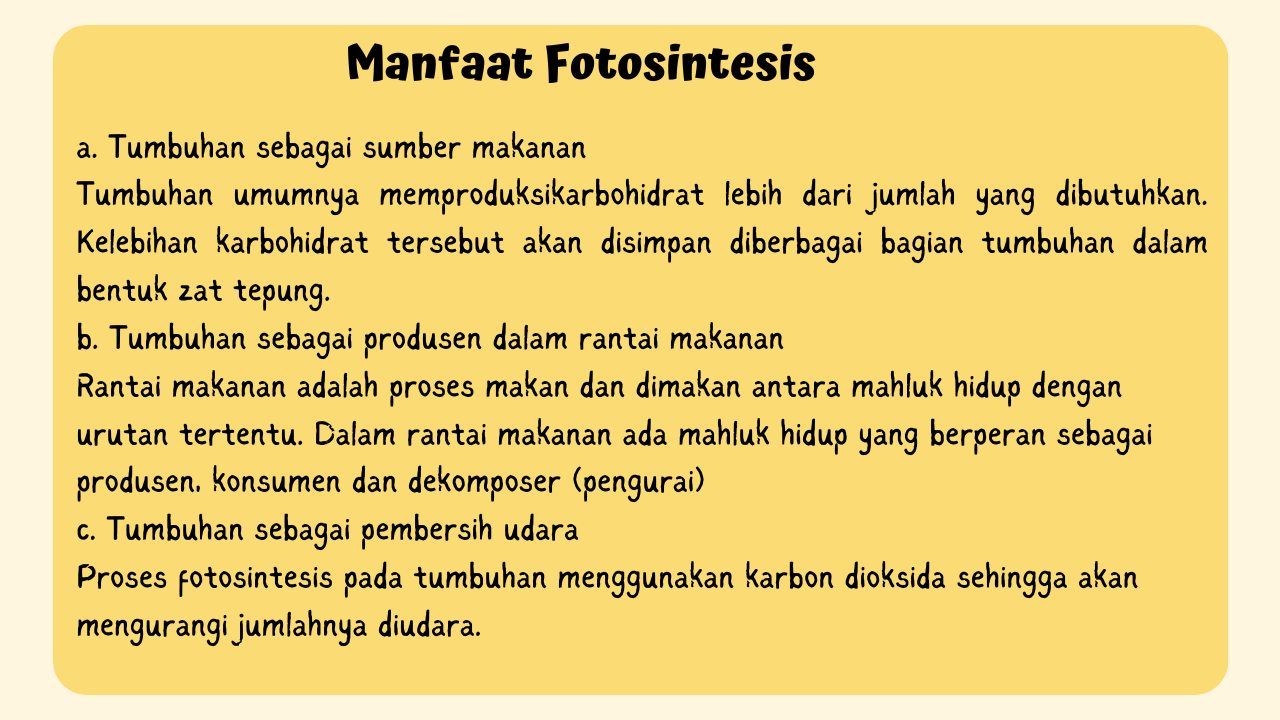 Manfaat Fotosintesis
a. Tumbuhan sebagai sumber makanan
Tumbuhan umumnya memproduksikarbohidrat lebih dari jumlah yang dibutuhkan.
Kelebihan karbohidrat tersebut akan disimpan diberbagai bagian tumbuhan dalam
bentuk zat tepung.
b. Tumbuhan sebagai produsen dalam rantai makanan
Rantai makanan adalah proses makan dan dimakan antara mahluk hidup dengan
urutan tertentu. Dalam rantai makanan ada mahluk hidup yang berperan sebagai
produsen, konsumen dan dekomposer (pengurai)
c. Tumbuhan sebagai pembersih udara
Proses fotosintesis pada tumbuhan menggunakan karbon dioksida sehingga akan
mengurangi jumlahnya diudara.